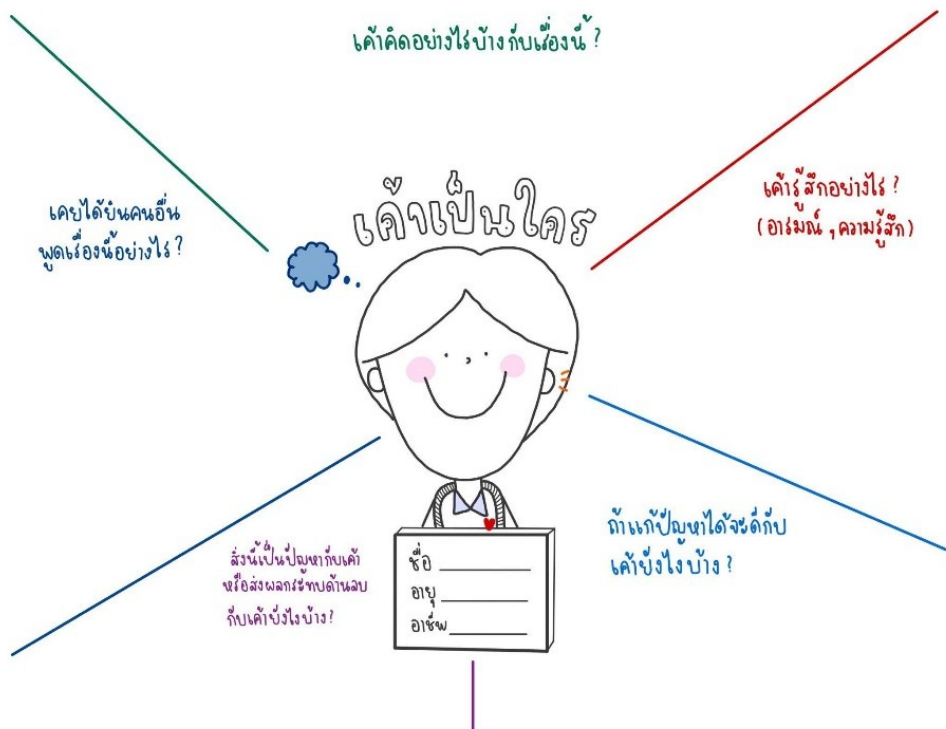 เค้าคิดอย่างไรบ้างกับเรื่องนี้ ?
เค้าเป็นใคร
เคยได้ยินคนอื่น
พูดเรื่องนี้อย่างไร ?
เค้ารู้สึกอย่างไร ?
(อารมณ์ , ความรู้สึก)
สิ่งนี้เป็นปัญหากับเค้า
หรือส่งผลกระทบด้านลบ
กับเค้ายังไงบ้าง?
ถ้าแก้ปัญหาได้จะดีกับ
เค้ายังไงบ้าง ?
ชื่อ
อายุ
อาชีพ